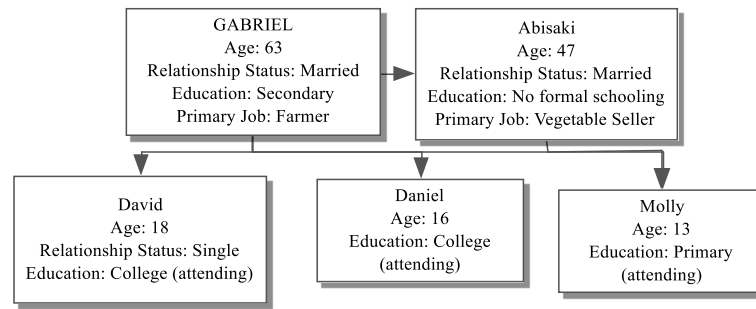 GABRIEL
Age: 63
Relationship Status: Married
Education: Secondary
Primary Job: Farmer
Abisaki
Age: 47
Relationship Status: Married
Education: No formal schooling
Primary Job: Vegetable Seller
David
Age: 18
Relationship Status: Single
Education: College (attending)
Daniel
Age: 16
Education: College
(attending)
Molly
Age: 13
Education: Primary
(attending)